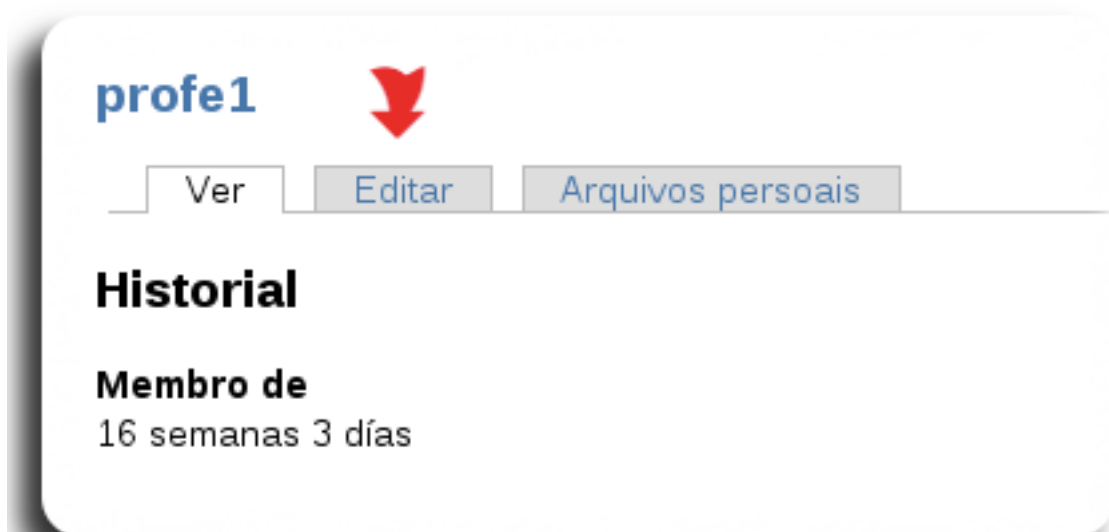 profe1
Ver Editar Arquivos persoais
Historial
Membro de
16 semanas 3 días